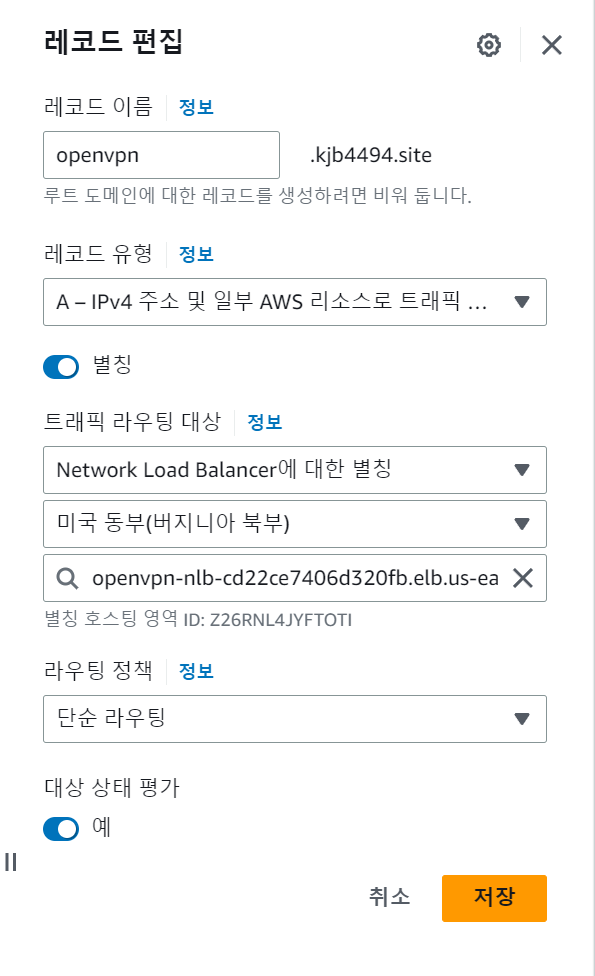 레코드 편집
레코드 이름 정보
openvpn .kjb4494.site
루트 도메인에 대한 레코드를 생성하려면 비워 둡니다.
레코드 유형 정보
A – IPv4 주소 및 일부 AWS 리소스로 트래픽 ...
별칭
트래픽 라우팅 대상 정보
Network Load Balancer에 대한 별칭
미국 동부(버지니아 북부)
openvpn-nlb-cd22ce7406d320fb.elb.us-ea
별칭 호스팅 영역 ID: Z26RNL4JYFTOTI
라우팅 정책 정보
단순 라우팅
대상 상태 평가
예
취소 저장